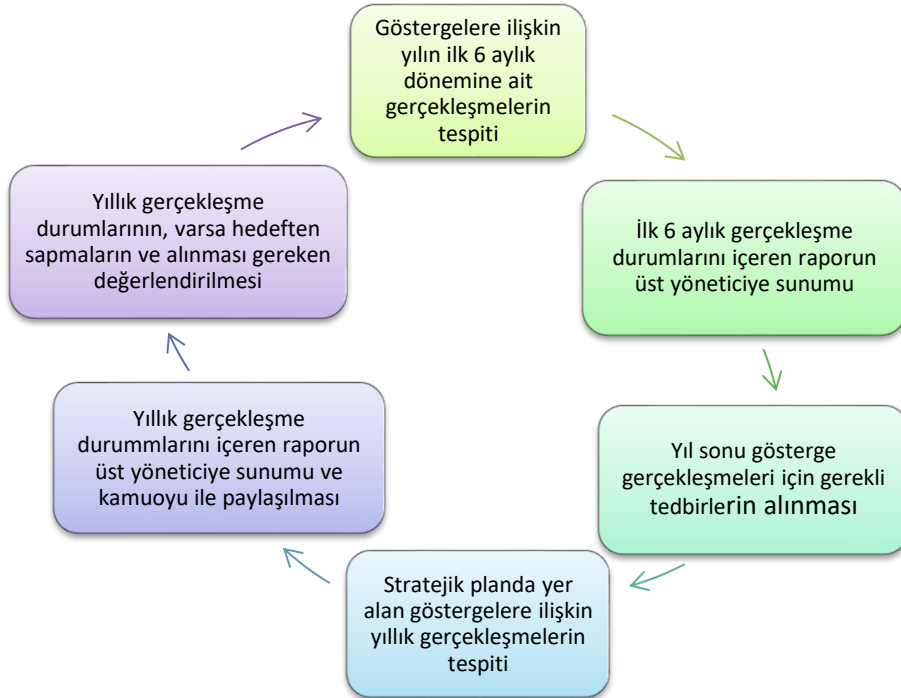 Göstergelere ilişkin
yılın ilk 6 aylık
dönemine ait
gerçekleşmelerin
tespiti
İlk 6 aylık gerçekleşme
durumlarını içeren raporun
üst yöneticiye sunumu
Yıl sonu gösterge
gerçekleşmeleri için gerekli
tedbirlerin alınması
Stratejik planda yer
alan göstergelere ilişkin
yıllık gerçekleşmelerin
tespiti
Yıllık gerçekleşme
durummlarını içeren raporun
üst yöneticiye sunumu ve
kamuoyu ile paylaşılması
Yıllık gerçekleşme
durumlarının, varsa hedeften
sapmaların ve alınması gereken
değerlendirilmesi